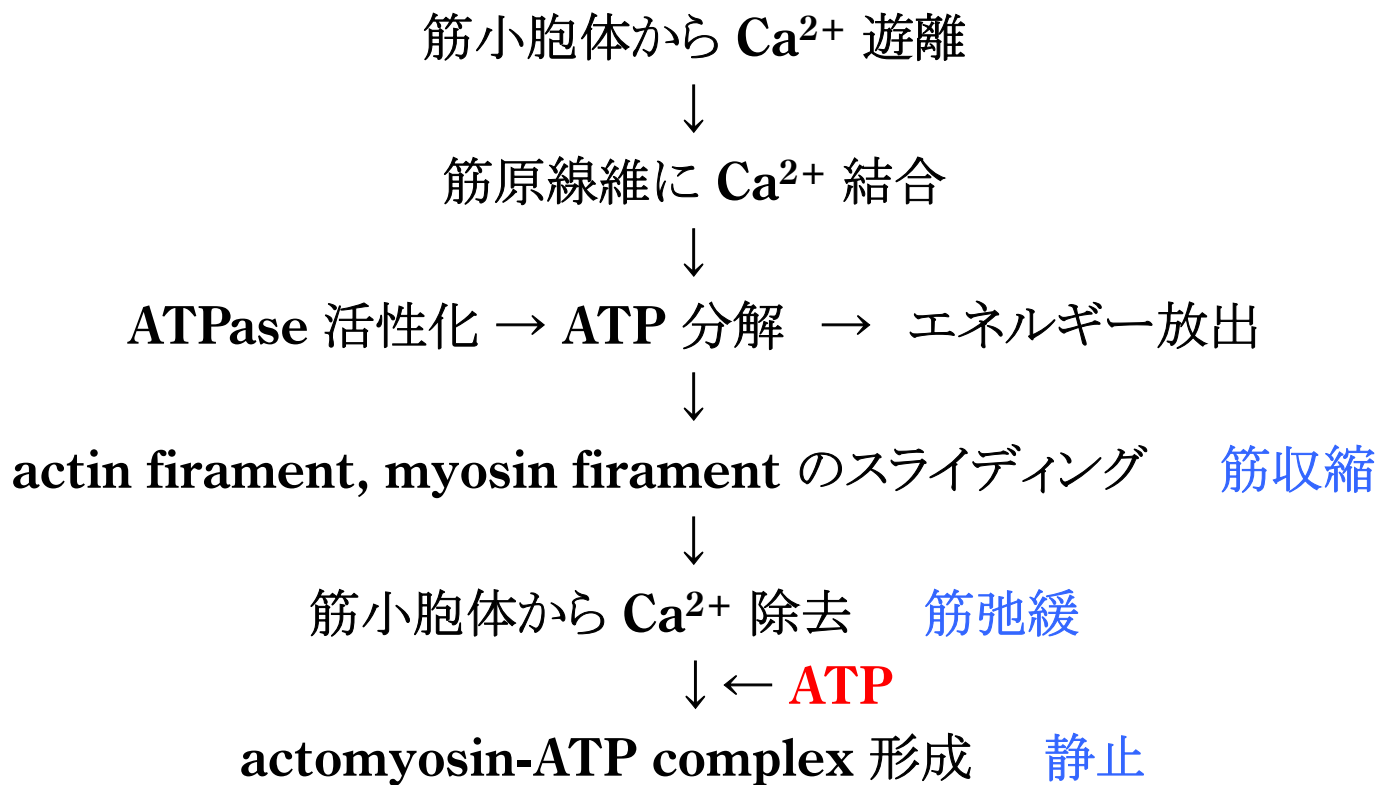 筋小胞体から Ca²⁺ 遊離
↓
筋原線維に Ca²⁺ 結合
↓
ATPase 活性化 → ATP 分解 → エネルギー放出
↓
actin firament, myosin firament のスライディング 筋収縮
↓
筋小胞体から Ca²⁺ 除去 筋弛緩
↓ ← ATP
actomyosin-ATP complex 形成 静止